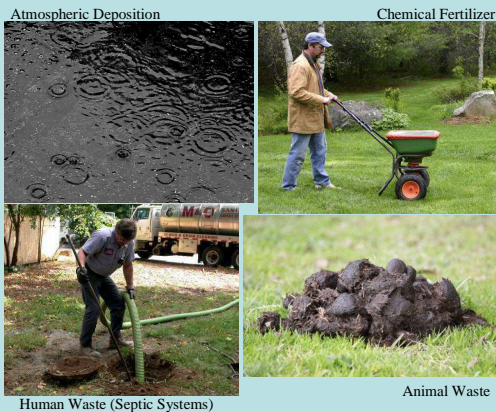 Atmospheric Deposition
Chemical Fertilizer
Human Waste (Septic Systems)
Animal Waste